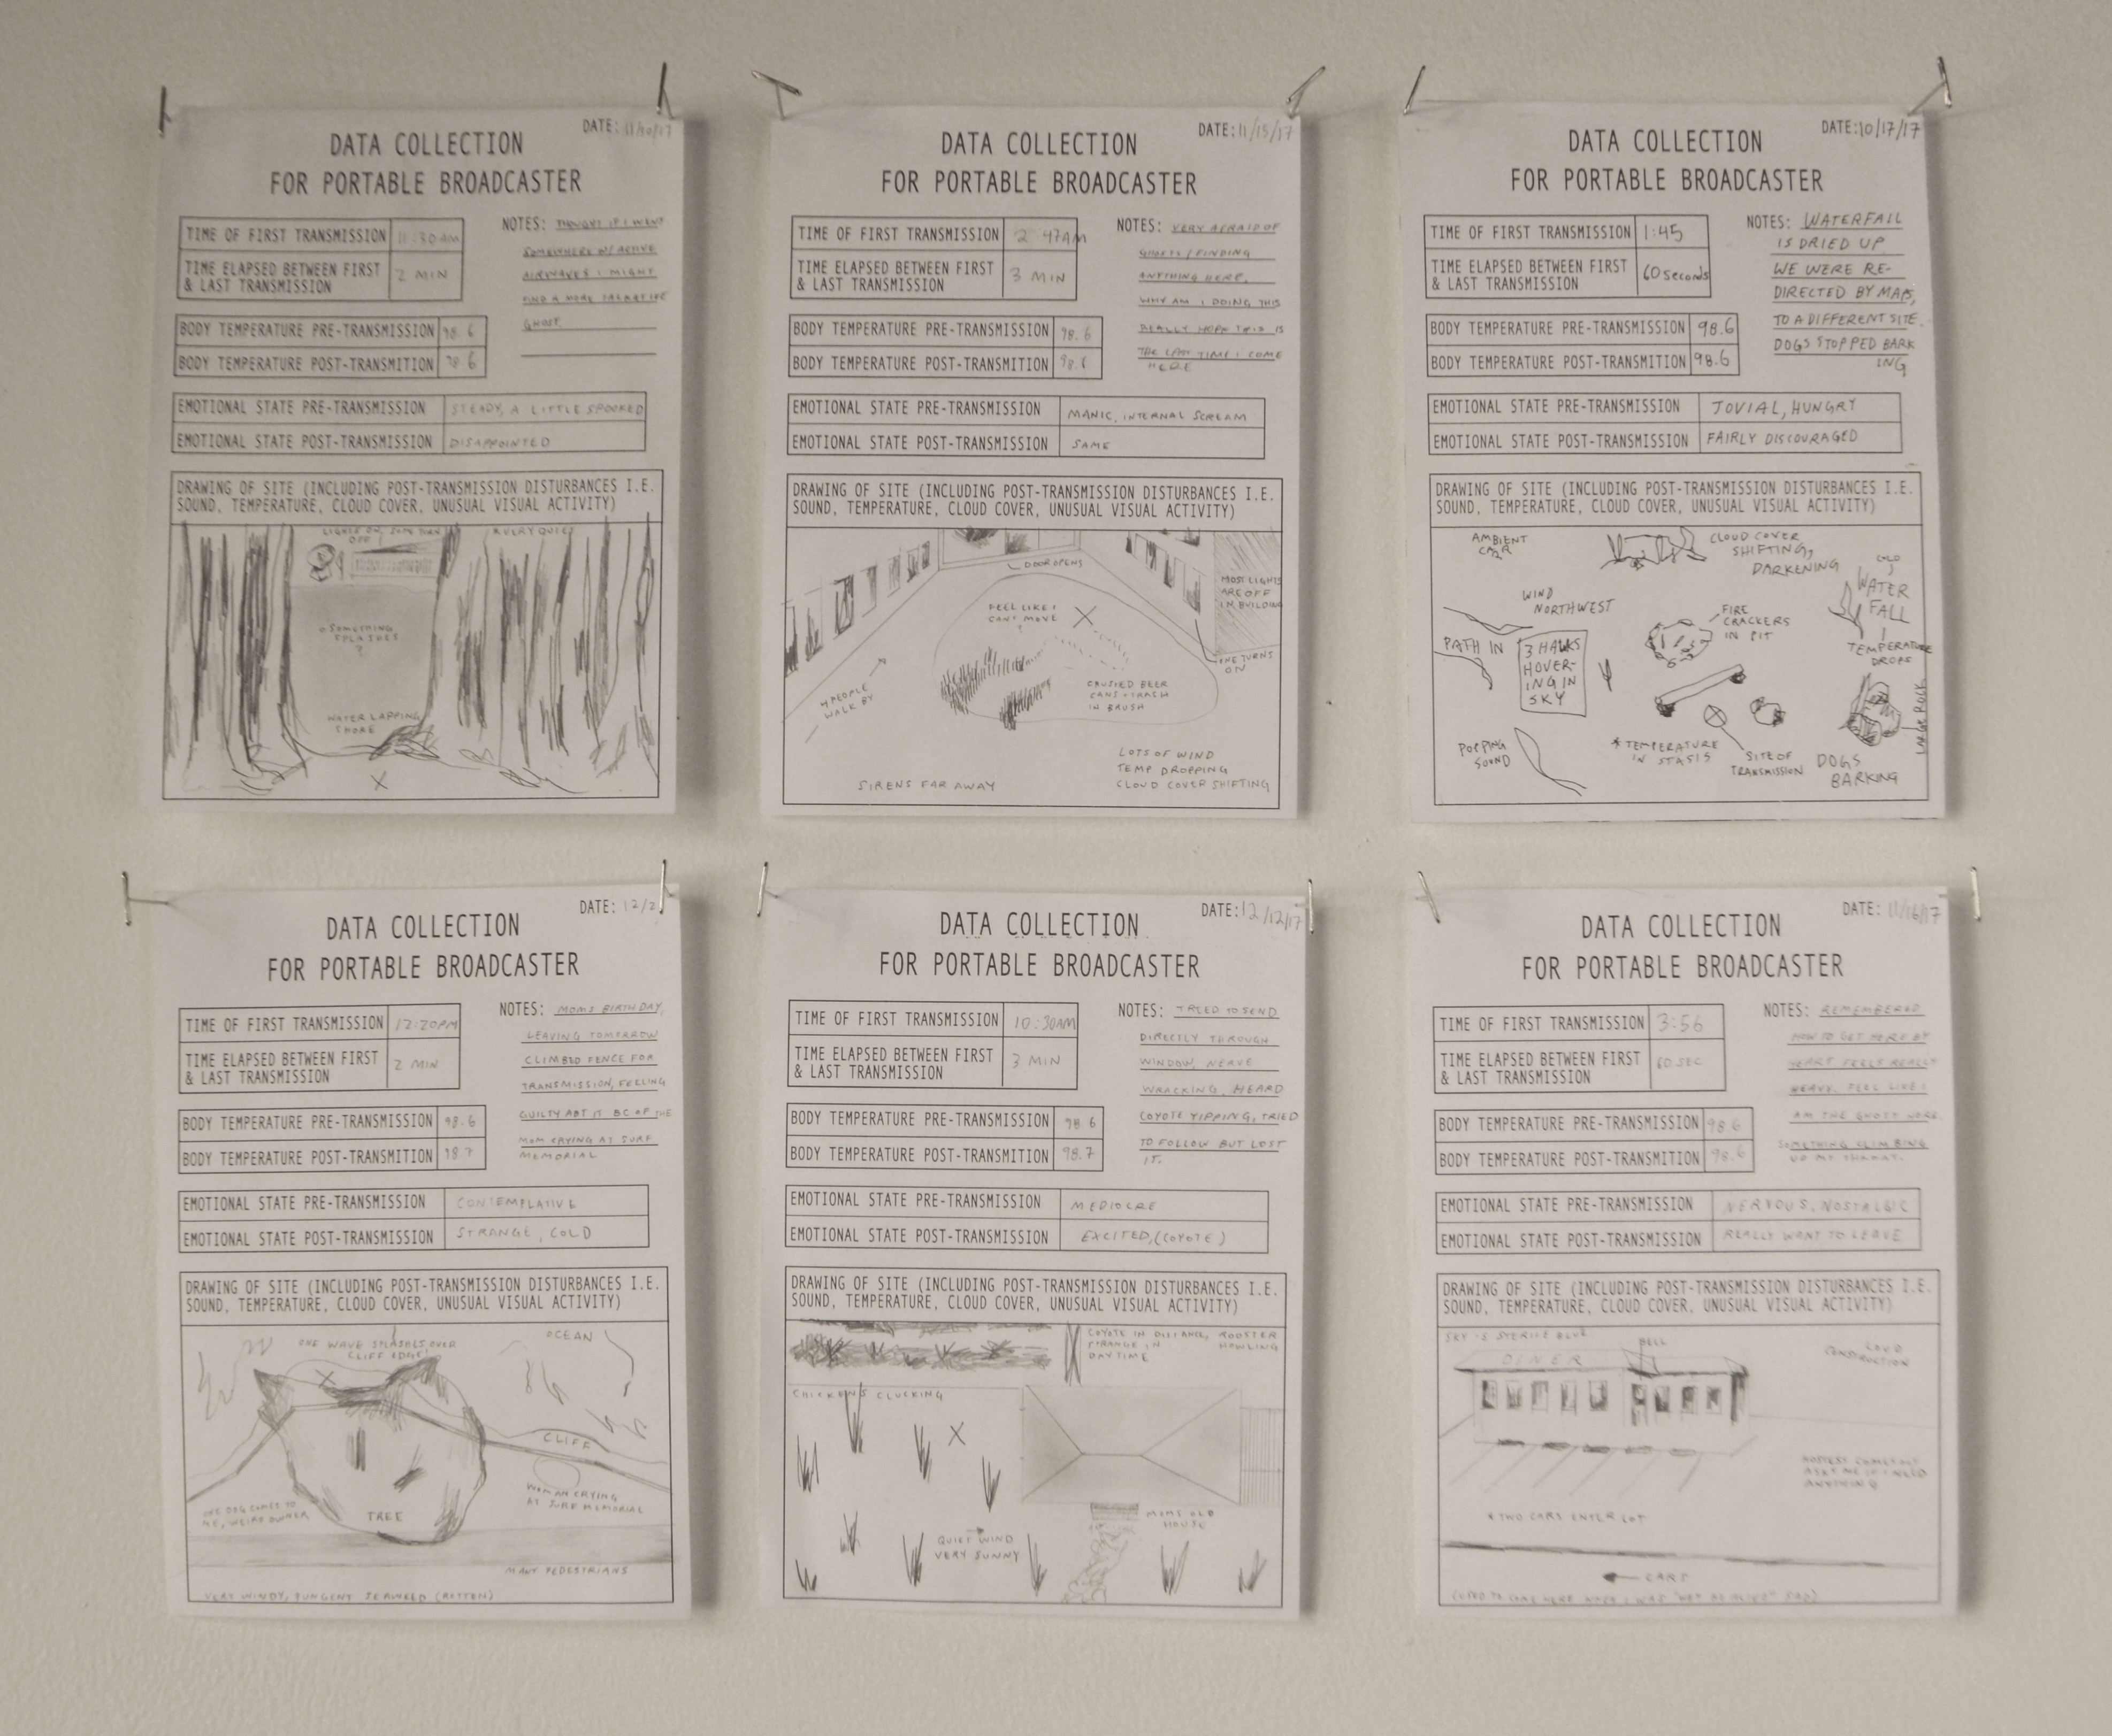 DATE: 11/30/17
DATA COLLECTION
FOR PORTABLE BROADCASTER
TIME OF FIRST TRANSMISSION 11:30AM
TIME ELAPSED BETWEEN FIRST
& LAST TRANSMISSION 2 MIN
BODY TEMPERATURE PRE-TRANSMISSION 98.6
BODY TEMPERATURE POST-TRANSMITION 98.6
NOTES: THOUGHT IF I WENT
SOMEWHERE W/ ACTIVE
AIRWAVES I MIGHT
FIND A MORE TALKATIVE
GHOST
EMOTIONAL STATE PRE-TRANSMISSION STEADY, A LITTLE SPOOKED
EMOTIONAL STATE POST-TRANSMISSION DISAPPOINTED
DRAWING OF SITE (INCLUDING POST-TRANSMISSION DISTURBANCES I.E.
SOUND, TEMPERATURE, CLOUD COVER, UNUSUAL VISUAL ACTIVITY)
LIGHTS ON, TURN
OFF
VERY QUIET
SOMETHING
SPLASHES
?
WATER LAPPING
SHORE
X
DATE: 11/15/17
DATA COLLECTION
FOR PORTABLE BROADCASTER
TIME OF FIRST TRANSMISSION 2:47AM
TIME ELAPSED BETWEEN FIRST
& LAST TRANSMISSION 3 MIN
BODY TEMPERATURE PRE-TRANSMISSION 98.6
BODY TEMPERATURE POST-TRANSMITION 98.6
NOTES: VERY AFRAID OF
GHOSTS / FINDING
ANYTHING HERE.
WHY AM I DOING THIS
REALLY HOPE THIS IS
THE LAST TIME I COME
HERE
EMOTIONAL STATE PRE-TRANSMISSION MANIC, INTERNAL SCREAM
EMOTIONAL STATE POST-TRANSMISSION SAME
DRAWING OF SITE (INCLUDING POST-TRANSMISSION DISTURBANCES I.E.
SOUND, TEMPERATURE, CLOUD COVER, UNUSUAL VISUAL ACTIVITY)
DOOR OPENS
MOST LIGHTS
ARE OFF
IN BUILDING
FEEL LIKE I
CANT MOVE
?
X
ONE TURNS
ON
4 PEOPLE
WALK BY
CRUSHED BEER
CANS + TRASH
IN BRUSH
LOTS OF WIND
TEMP DROPPING
CLOUD COVER SHIFTING
SIRENS FAR AWAY
DATE: 10/17/17
DATA COLLECTION
FOR PORTABLE BROADCASTER
TIME OF FIRST TRANSMISSION 1:45
TIME ELAPSED BETWEEN FIRST
& LAST TRANSMISSION 60 seconds
BODY TEMPERATURE PRE-TRANSMISSION 98.6
BODY TEMPERATURE POST-TRANSMITION 98.6
NOTES: WATERFALL
IS DRIED UP
WE WERE RE-
DIRECTED BY MAPS,
TO A DIFFERENT SITE.
DOGS STOPPED BARK
ING
EMOTIONAL STATE PRE-TRANSMISSION JOVIAL, HUNGRY
EMOTIONAL STATE POST-TRANSMISSION FAIRLY DISCOURAGED
DRAWING OF SITE (INCLUDING POST-TRANSMISSION DISTURBANCES I.E.
SOUND, TEMPERATURE, CLOUD COVER, UNUSUAL VISUAL ACTIVITY)
AMBIENT
CAR
CLOUD COVER
SHIFTING,
DARKENING
OLD
WATER
FALL
TEMPERATURE
DROPS
WIND
NORTHWEST
FIRE
CRACKERS
IN PIT
PATH IN
3 HAWKS
HOVER-
ING IN
SKY
LARGE ROCK
POPPING
SOUND
* TEMPERATURE
IN STASIS
SITE OF
TRANSMISSION
DOGS
BARKING
DATE: 12/2
DATA COLLECTION
FOR PORTABLE BROADCASTER
TIME OF FIRST TRANSMISSION 12:20PM
TIME ELAPSED BETWEEN FIRST
& LAST TRANSMISSION 2 MIN
BODY TEMPERATURE PRE-TRANSMISSION 98.6
BODY TEMPERATURE POST-TRANSMITION 98.7
NOTES: MOMS BIRTHDAY,
LEAVING TOMORROW
CLIMBED FENCE FOR
TRANSMISSION, FEELING
GUILTY ABT IT BC OF THE
MOM CRYING AT SURF
MEMORIAL
EMOTIONAL STATE PRE-TRANSMISSION CONTEMPLATIVE
EMOTIONAL STATE POST-TRANSMISSION STRANGE, COLD
DRAWING OF SITE (INCLUDING POST-TRANSMISSION DISTURBANCES I.E.
SOUND, TEMPERATURE, CLOUD COVER, UNUSUAL VISUAL ACTIVITY)
ONE WAVE SPLASHES OVER
CLIFF EDGE!
OCEAN
X
CLIFF
WOMAN CRYING
AT SURF MEMORIAL
ONE DOG COMES TO
ME, WEIRD OWNER
TREE
MANY PEDESTRIANS
VERY WINDY, PUNGENT SEAWEED (ROTTEN)
DATE: 12/12/17
DATA COLLECTION
FOR PORTABLE BROADCASTER
TIME OF FIRST TRANSMISSION 10:30AM
TIME ELAPSED BETWEEN FIRST
& LAST TRANSMISSION 3 MIN
BODY TEMPERATURE PRE-TRANSMISSION 98.6
BODY TEMPERATURE POST-TRANSMITION 98.7
NOTES: TRIED TO SEND
DIRECTLY THROUGH
WINDOW, NERVE
WRACKING, HEARD
COYOTE YIPPING, TRIED
TO FOLLOW BUT LOST
IT.
EMOTIONAL STATE PRE-TRANSMISSION MEDIOCRE
EMOTIONAL STATE POST-TRANSMISSION EXCITED, (COYOTE)
DRAWING OF SITE (INCLUDING POST-TRANSMISSION DISTURBANCES I.E.
SOUND, TEMPERATURE, CLOUD COVER, UNUSUAL VISUAL ACTIVITY)
COYOTE IN DISTANCE,
STRANGE IN
DAYTIME
ROOSTER
HOWLING
CHICKENS CLUCKING
X
MOMS OLD
HOUSE
QUIET WIND
VERY SUNNY
DATE: 11/16/17
DATA COLLECTION
FOR PORTABLE BROADCASTER
TIME OF FIRST TRANSMISSION 3:56
TIME ELAPSED BETWEEN FIRST
& LAST TRANSMISSION 60 SEC
BODY TEMPERATURE PRE-TRANSMISSION 98.6
BODY TEMPERATURE POST-TRANSMITION 98.6
NOTES: REMEMBERED
HOW TO GET HERE BY
HEART FEELS REALLY
HEAVY. FEEL LIKE I
AM THE GHOST HERE.
SOMETHING CLIMBING
UP MY THROAT.
EMOTIONAL STATE PRE-TRANSMISSION NERVOUS, NOSTALGIC
EMOTIONAL STATE POST-TRANSMISSION REALLY WANT TO LEAVE
DRAWING OF SITE (INCLUDING POST-TRANSMISSION DISTURBANCES I.E.
SOUND, TEMPERATURE, CLOUD COVER, UNUSUAL VISUAL ACTIVITY)
SKY IS STERILE BLUE
BELL
DINER
LOUD
CONSTRUCTION
HOSTESS COMES OUT
ASKS ME IF I NEED
ANYTHING
* TWO CARS ENTER LOT
CARS
(USED TO COME HERE WHEN I WAS "NOT SO ALIVE" SAD)